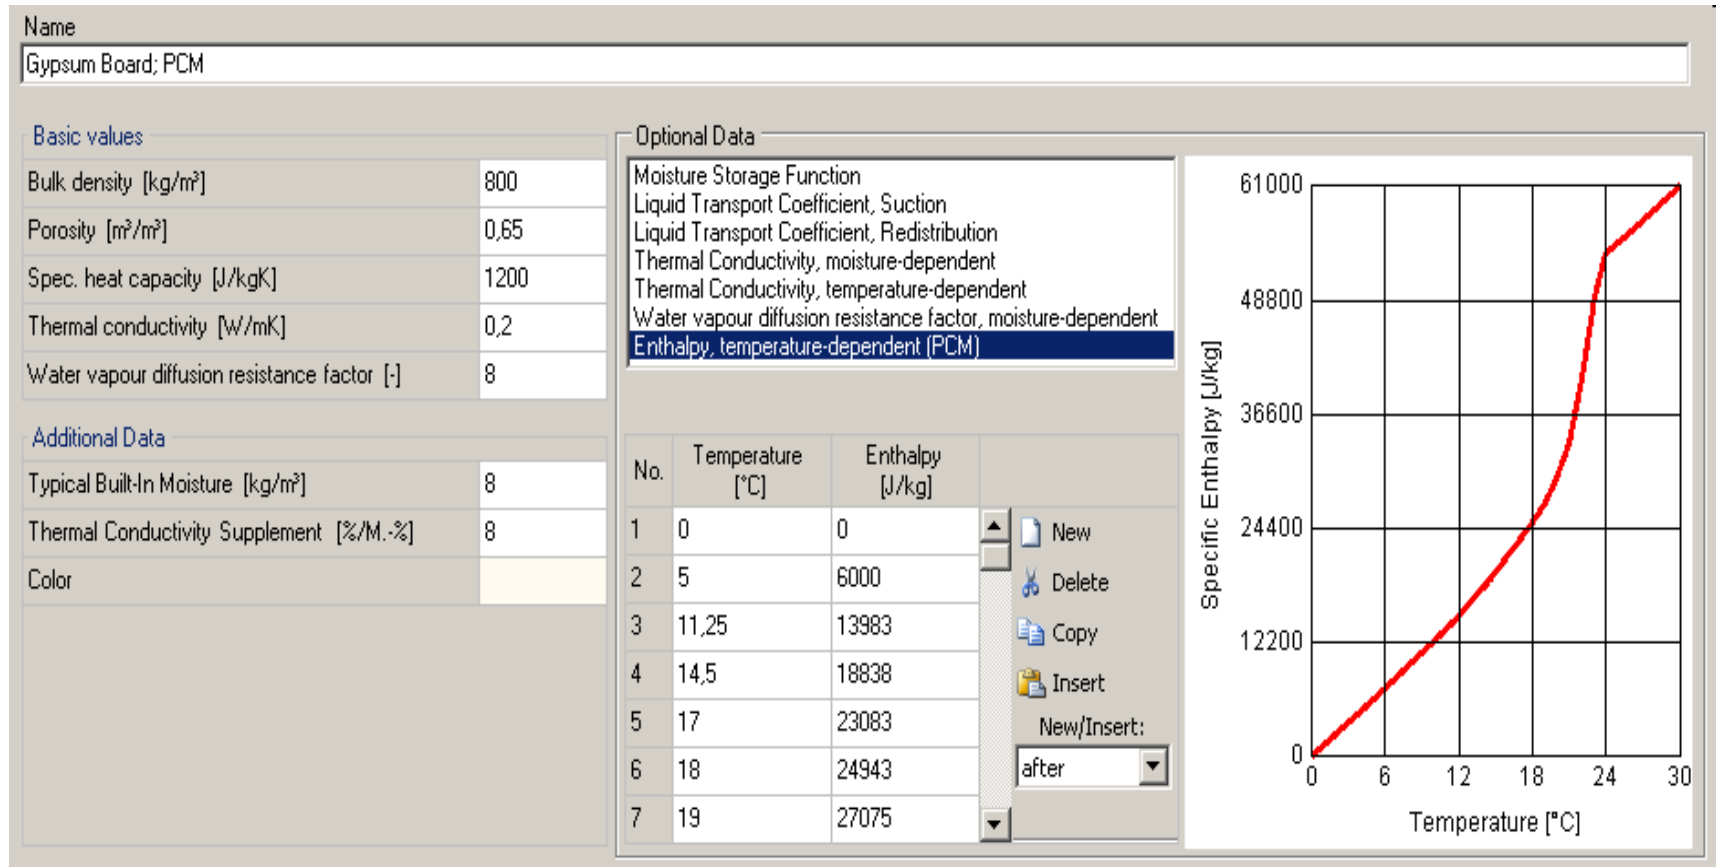 Name
Gypsum Board; PCM
Basic values
Bulk density [kg/m³] 800
Porosity [m³/m³] 0,65
Spec. heat capacity [J/kgK] 1200
Thermal conductivity [W/mK] 0,2
Water vapour diffusion resistance factor [-] 8
Additional Data
Typical Built-In Moisture [kg/m³] 8
Thermal Conductivity Supplement [%/M.-%] 8
Color
Optional Data
Moisture Storage Function
Liquid Transport Coefficient, Suction
Liquid Transport Coefficient, Redistribution
Thermal Conductivity, moisture-dependent
Thermal Conductivity, temperature-dependent
Water vapour diffusion resistance factor, moisture-dependent
Enthalpy, temperature-dependent (PCM)
No. Temperature [°C] Enthalpy [J/kg]
1 0 0
2 5 6000
3 11,25 13983
4 14,5 18838
5 17 23083
6 18 24943
7 19 27075
New
Delete
Copy
Insert
New/Insert:
after
Specific Enthalpy [J/kg]
61000
48800
36600
24400
12200
0
0 6 12 18 24 30
Temperature [°C]